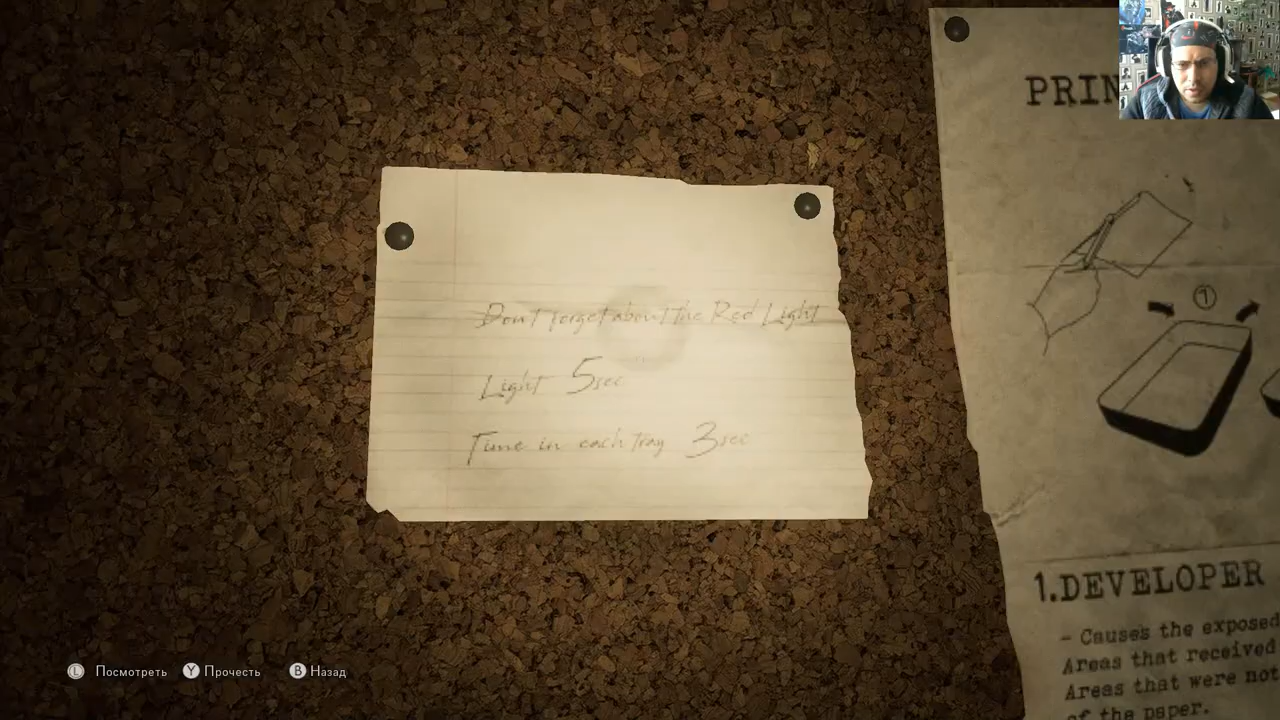 Don't forget about the Red Light
Light 5sec
Time in each tray 3sec
PRIN
①
1.DEVELOPER
- Causes the exposed
Areas that received
Areas that were not
of the paper.
L Посмотреть Y Прочесть B Назад